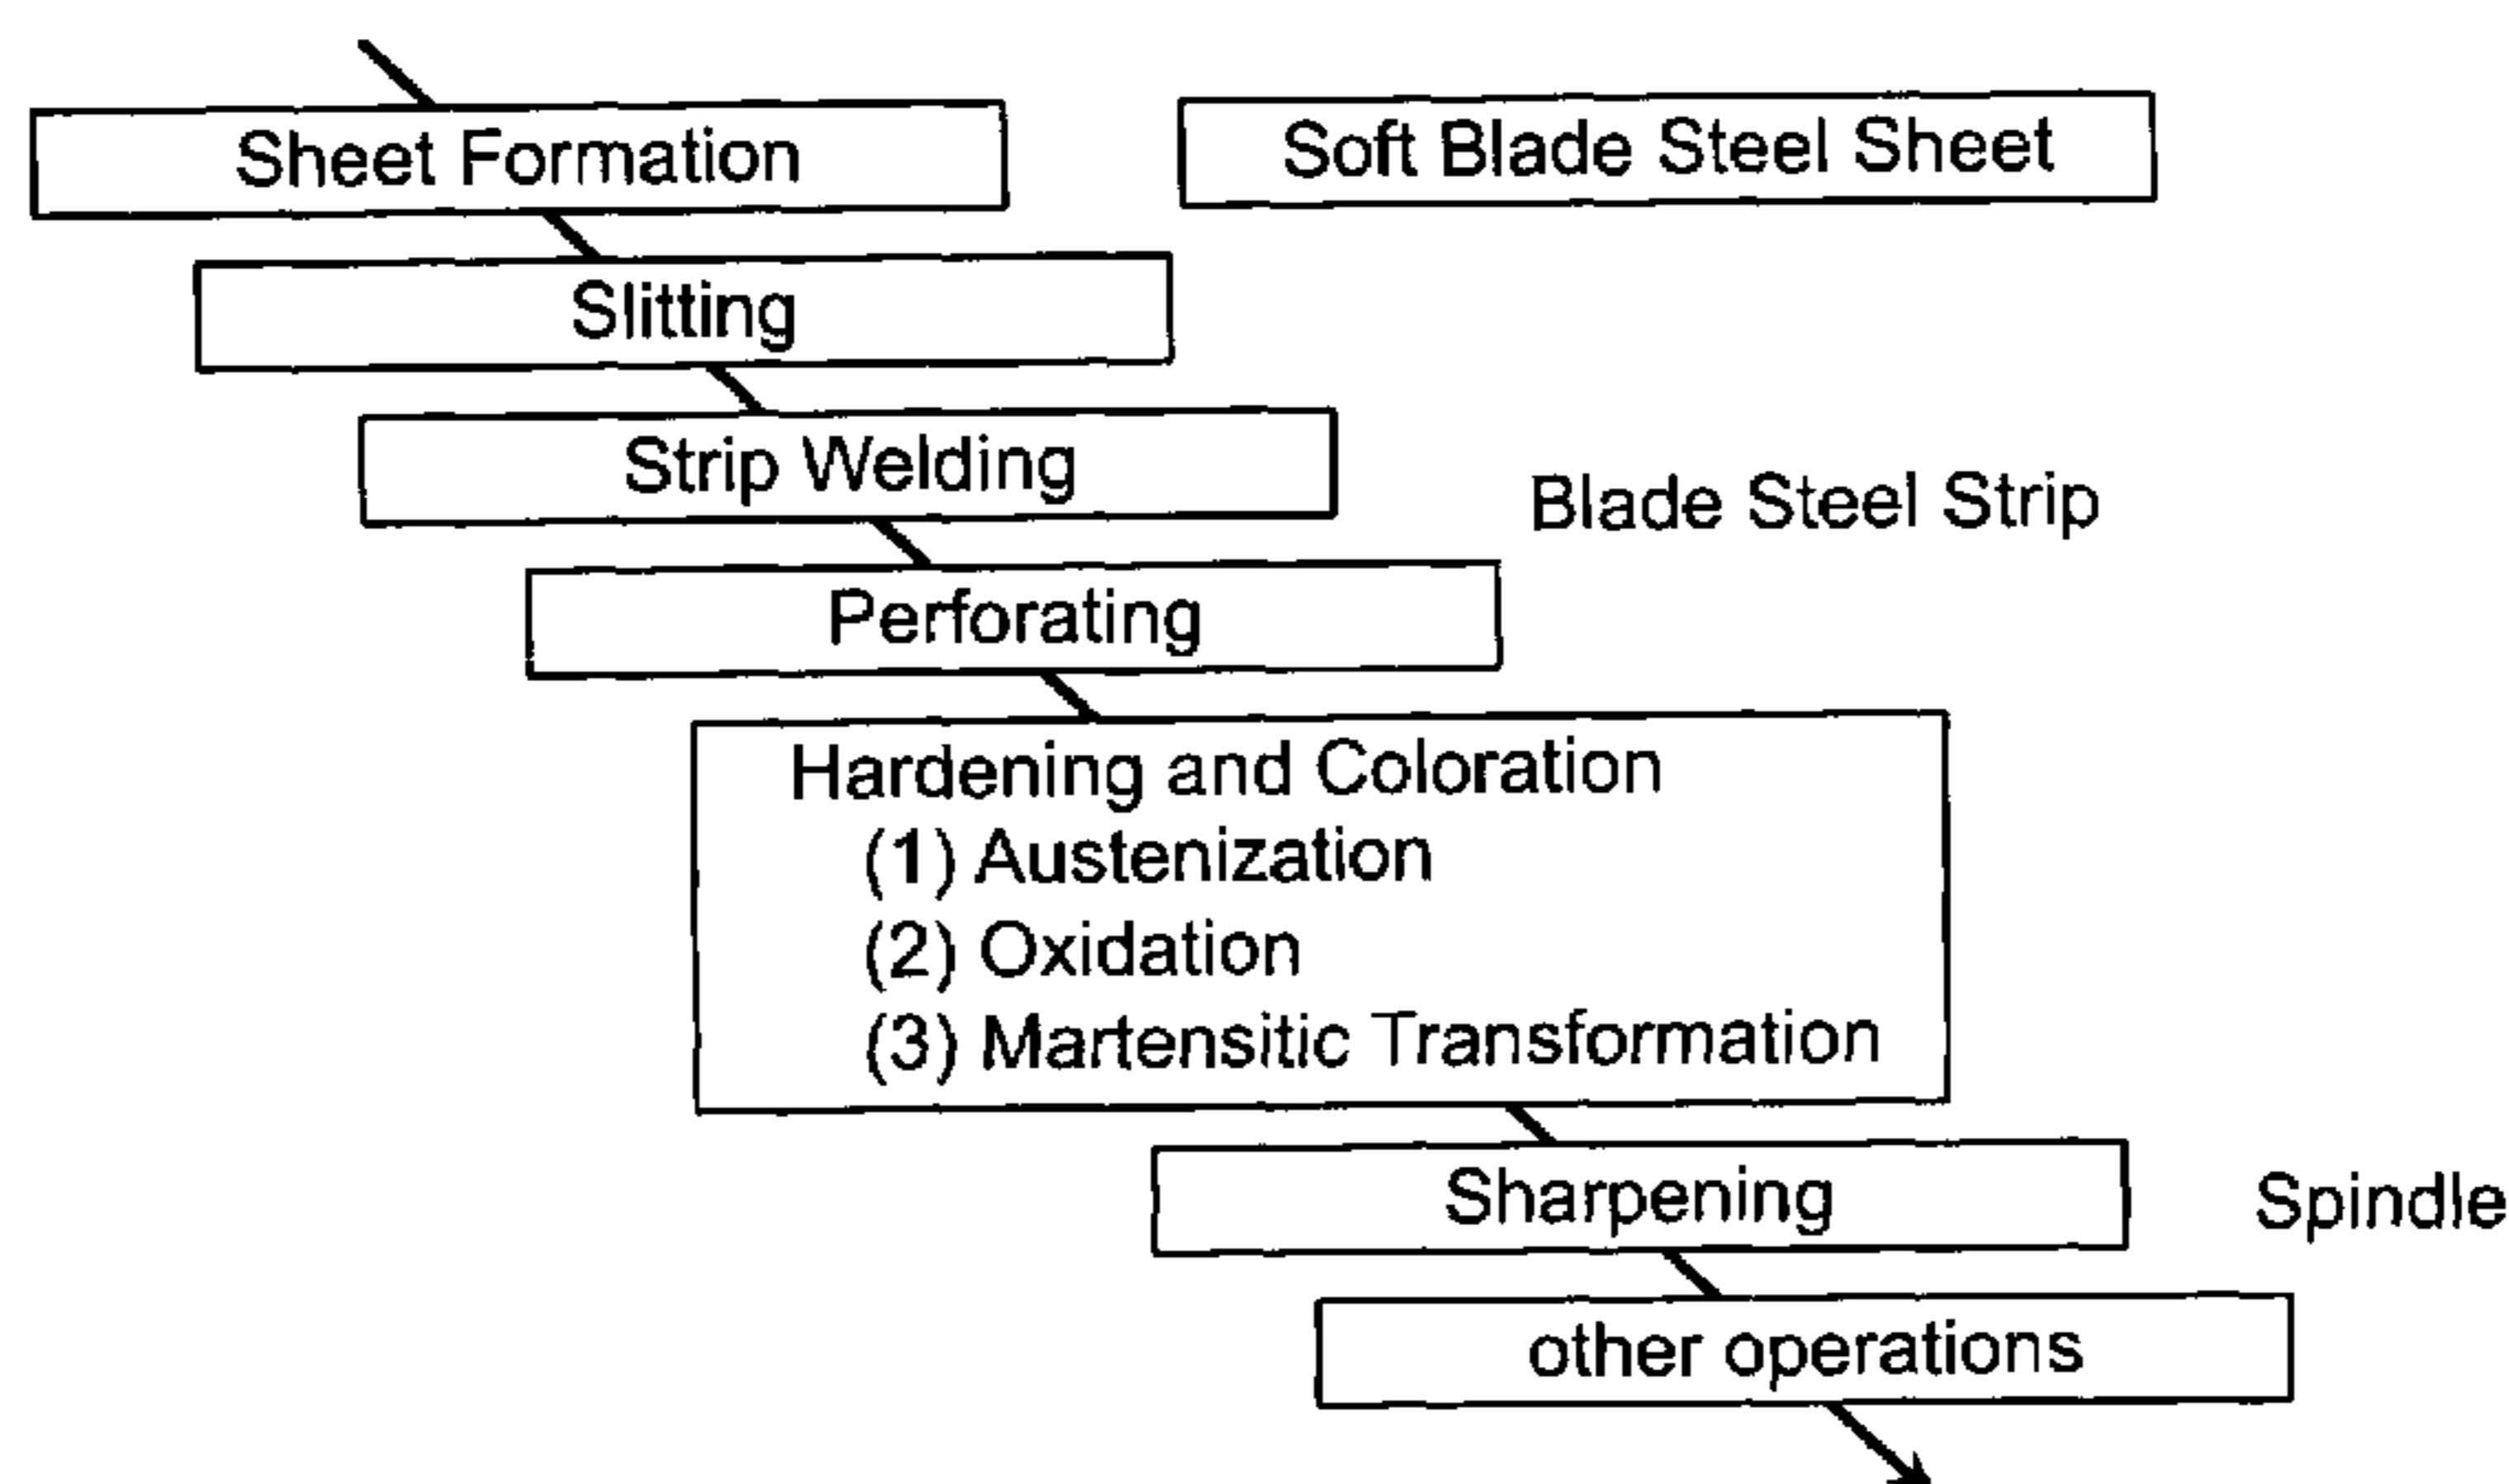 Sheet Formation
Soft Blade Steel Sheet
Slitting
Strip Welding
Blade Steel Strip
Perforating
Hardening and Coloration
(1) Austenization
(2) Oxidation
(3) Martensitic Transformation
Sharpening
Spindle
other operations